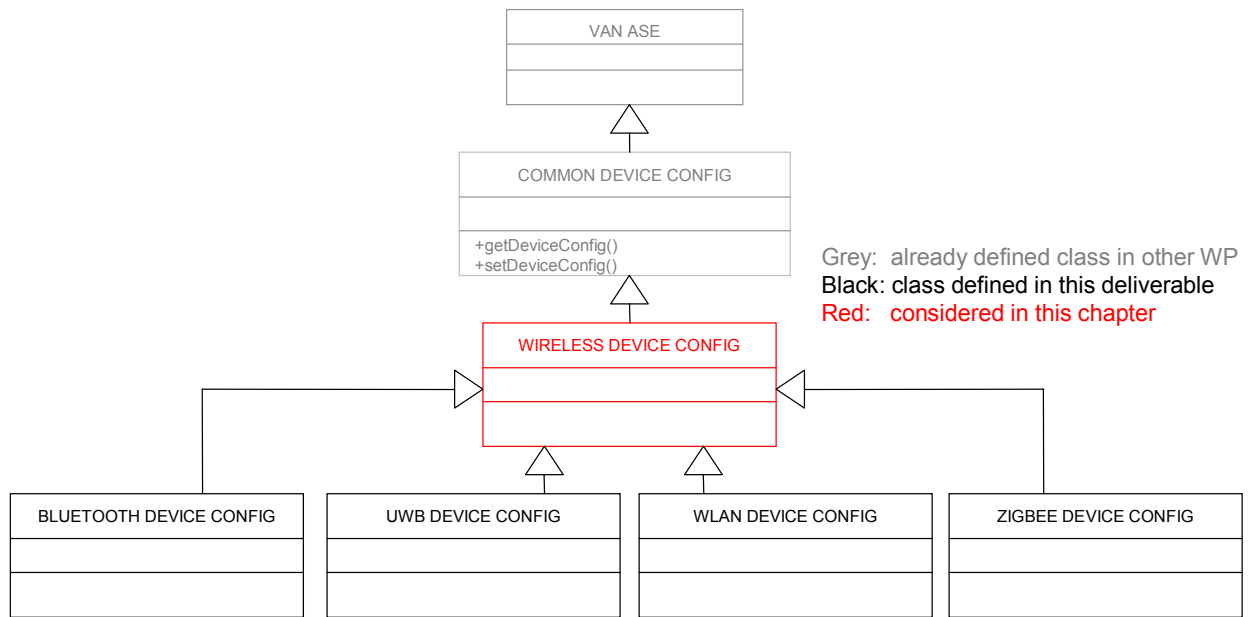 VAN ASE
COMMON DEVICE CONFIG
+getDeviceConfig()
+setDeviceConfig()
Grey: already defined class in other WP
Black: class defined in this deliverable
Red: considered in this chapter
WIRELESS DEVICE CONFIG
BLUETOOTH DEVICE CONFIG
UWB DEVICE CONFIG
WLAN DEVICE CONFIG
ZIGBEE DEVICE CONFIG